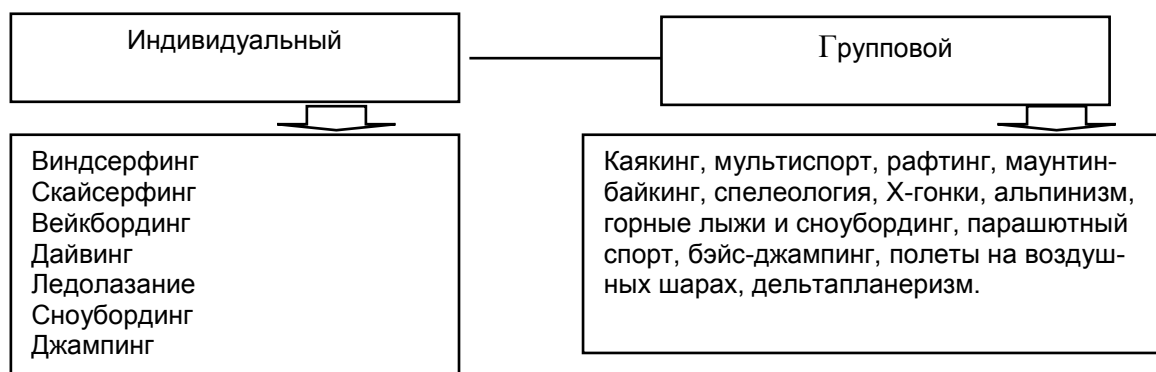 Индивидуальный
Групповой
Виндсерфинг
Скайсерфинг
Вейкбординг
Дайвинг
Ледолазание
Сноубординг
Джампинг
Каякинг, мультиспорт, рафтинг, маунтин-
байкинг, спелеология, Х-гонки, альпинизм,
горные лыжи и сноубординг, парашютный
спорт, бэйс-джампинг, полеты на воздуш-
ных шарах, дельтапланеризм.